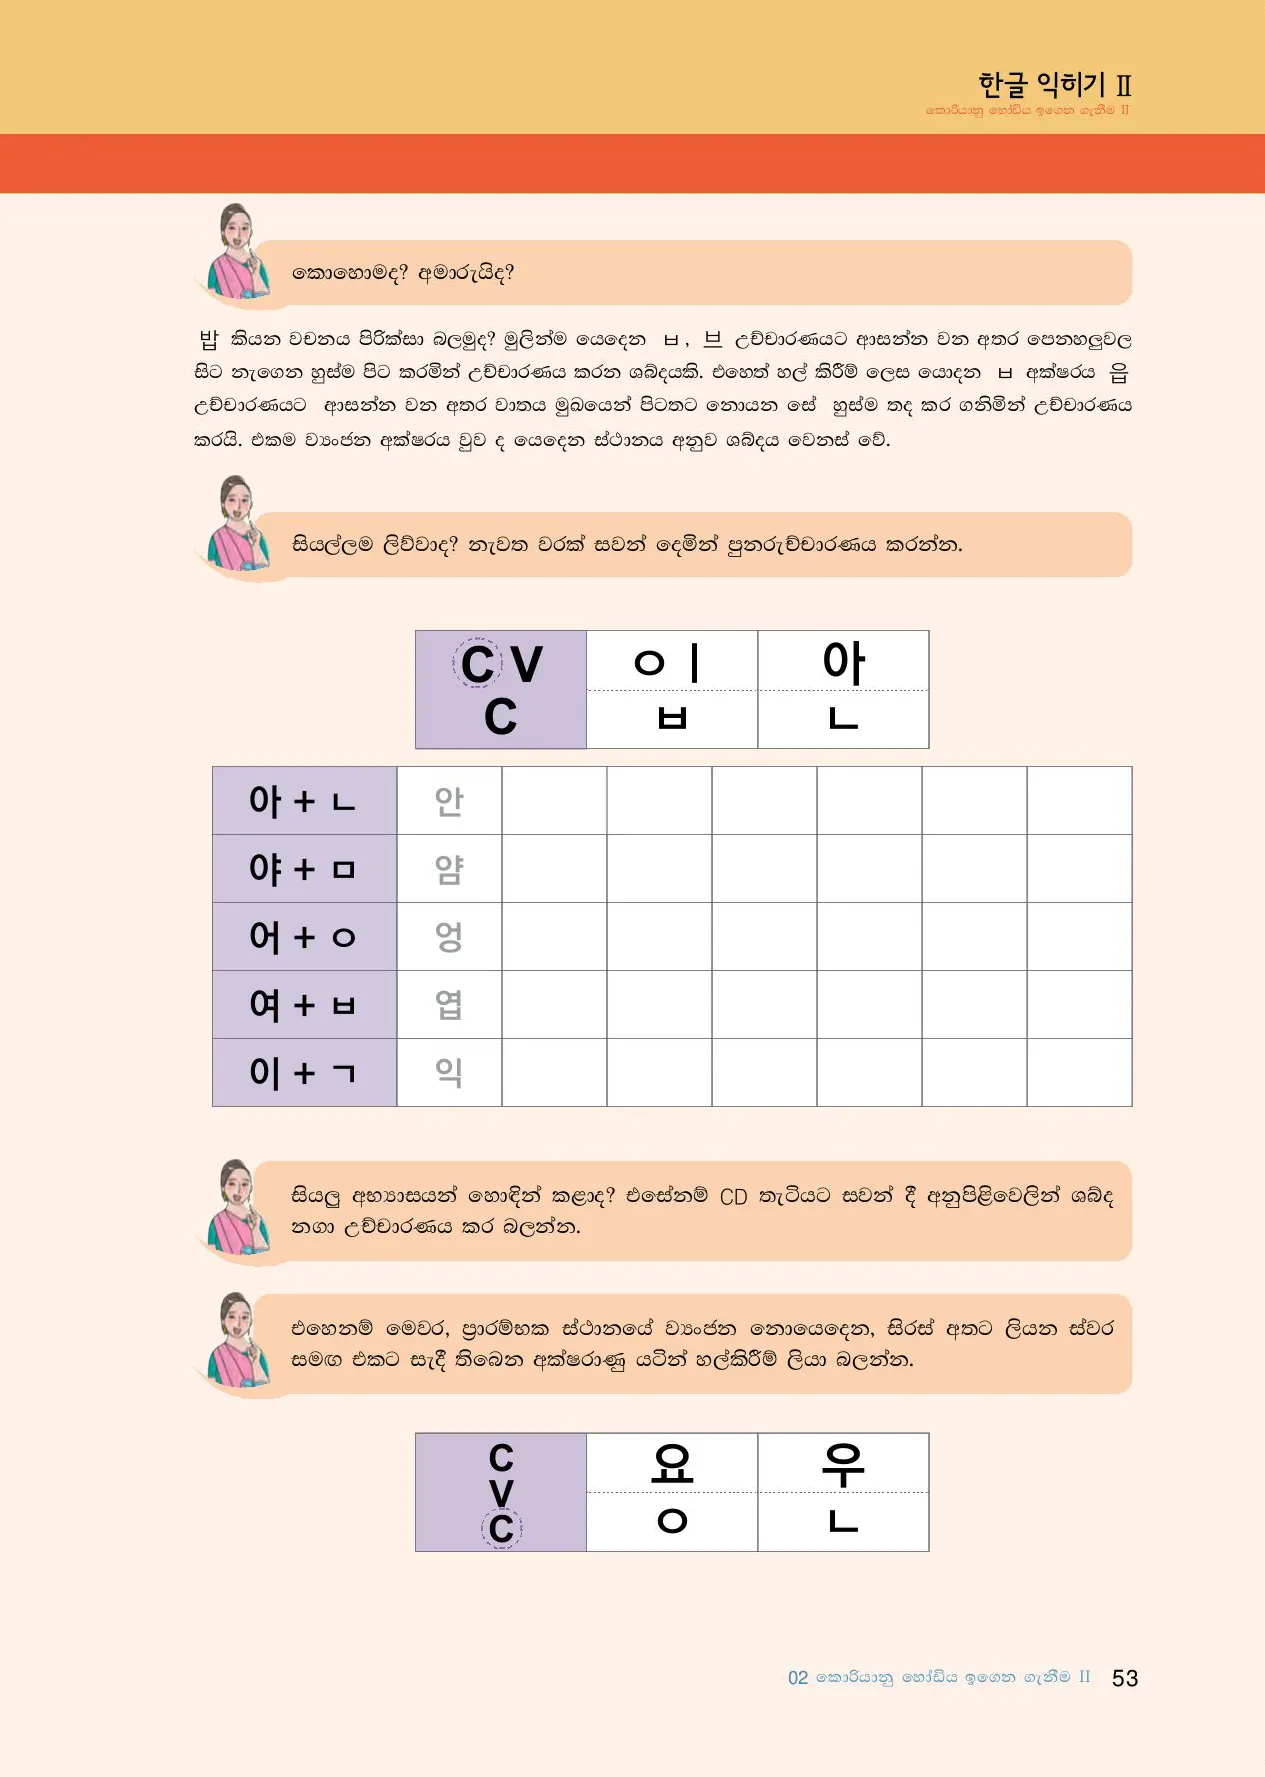 한글 익히기 Ⅱ
කොරියානු හෝඩිය ඉගෙන ගැනීම II
කොහොමද? අමාරුයිද?
밥 කියන වචනය පිරික්සා බලමුද? මුලින්ම යෙදෙන ㅂ, 브 උච්චාරණයට ආසන්න වන අතර පෙනහලුවල
සිට නැගෙන හුස්ම පිට කරමින් උච්චාරණය කරන ශබ්දයකි. එහෙත් හල් කිරීම් ලෙස යොදන ㅂ අක්ෂරය 읍
උච්චාරණයට ආසන්න වන අතර වාතය මුඛයෙන් පිටතට නොයන සේ හුස්ම තද කර ගනිමින් උච්චාරණය
කරයි. එකම ව්‍යංජන අක්ෂරය වුව ද යෙදෙන ස්ථානය අනුව ශබ්දය වෙනස් වේ.
සියල්ලම ලිව්වාද? නැවත වරක් සවන් දෙමින් පුනරුච්චාරණය කරන්න.
C V ㅇㅣ 아
C ㅂ ㄴ
아 + ㄴ 안
야 + ㅁ 얌
어 + ㅇ 엉
여 + ㅂ 엽
이 + ㄱ 익
සියලු අභ්‍යාසයන් හොඳින් කළාද? එසේනම් CD තැටියට සවන් දී අනුපිළිවෙලින් ශබ්ද
නගා උච්චාරණය කර බලන්න.
එහෙනම් මෙවර, ප්‍රාරම්භක ස්ථානයේ ව්‍යංජන නොයෙදෙන, සිරස් අතට ලියන ස්වර
සමඟ එකට සැදී තිබෙන අක්ෂරාණු යටින් හල්කිරීම් ලියා බලන්න.
C 요 우
V
C ㅇ ㄴ
02 කොරියානු හෝඩිය ඉගෙන ගැනීම II 53